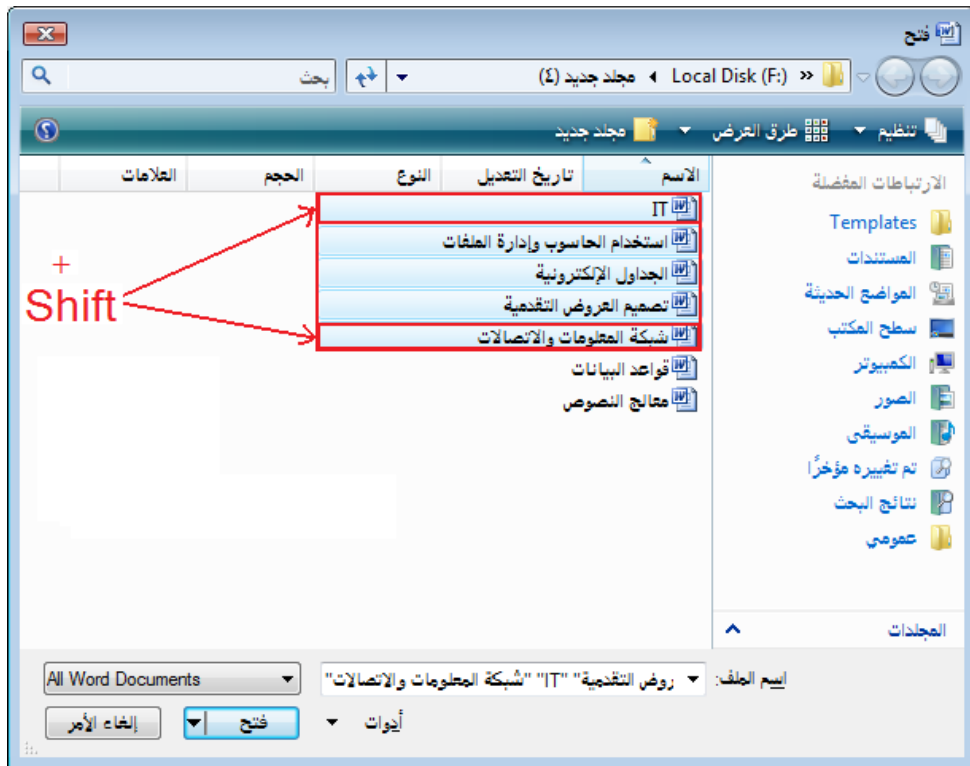 فتح
Local Disk (F:) مجلد جديد (٤)
بحث
تنظيم طرق العرض مجلد جديد
الارتباطات المفضلة
Templates
المستندات
المواضع الحديثة
سطح المكتب
الكمبيوتر
الصور
الموسيقى
تم تغييره مؤخرًا
نتائج البحث
عمومي
المجلدات
الاسم تاريخ التعديل النوع الحجم العلامات
IT
استخدام الحاسوب وإدارة الملفات
الجداول الإلكترونية
تصميم العروض التقدمية
شبكة المعلومات والاتصالات
قواعد البيانات
معالج النصوص
+
Shift
اسم الملف: روض التقدمية" "IT" "شبكة المعلومات والاتصالات"
All Word Documents
أدوات فتح إلغاء الأمر